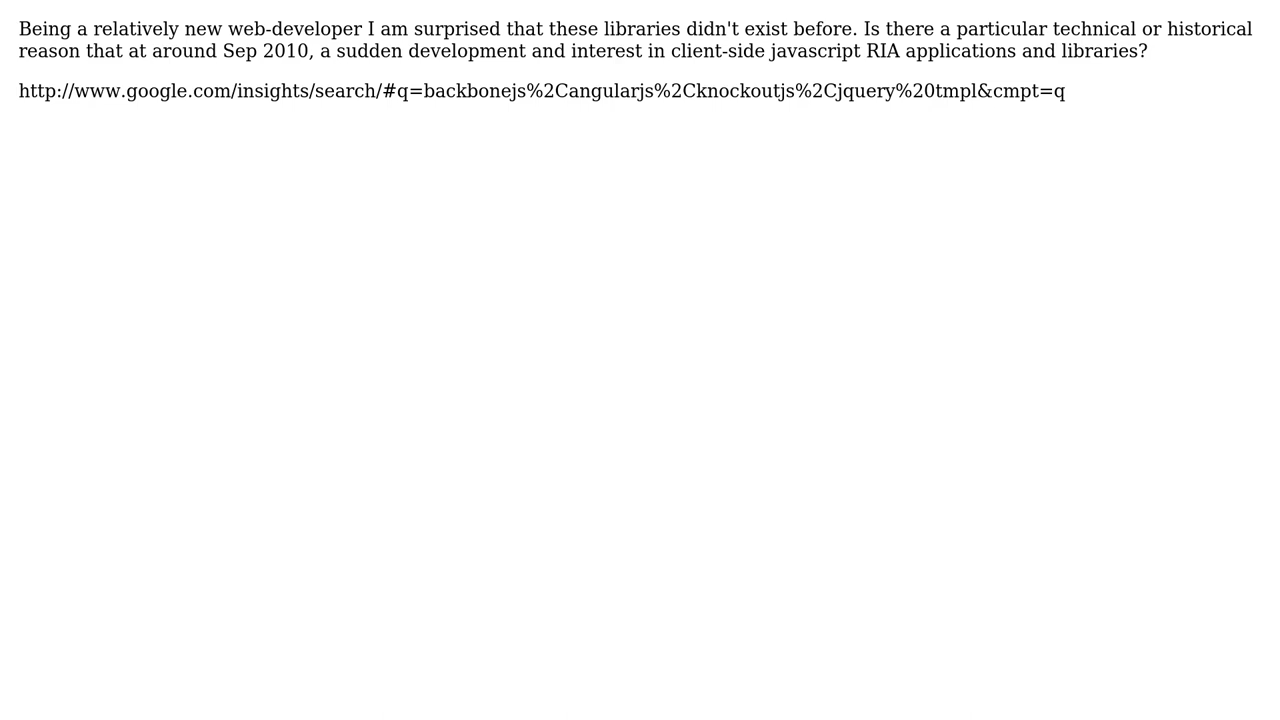 Being a relatively new web-developer I am surprised that these libraries didn't exist before. Is there a particular technical or historical
reason that at around Sep 2010, a sudden development and interest in client-side javascript RIA applications and libraries?
http://www.google.com/insights/search/#q=backbonejs%2Cangularjs%2Cknockoutjs%2Cjquery%20tmpl&cmpt=q